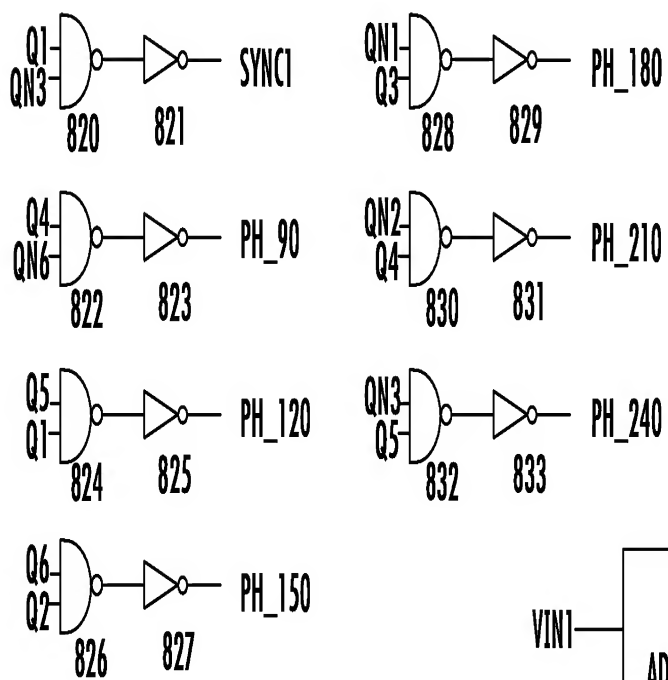 Q1
QN3
820
821
SYNC1
Q4
QN6
822
823
PH_90
Q5
Q1
824
825
PH_120
Q6
Q2
826
827
PH_150
QN1
Q3
828
829
PH_180
QN2
Q4
830
831
PH_210
QN3
Q5
832
833
PH_240
VIN1
AD